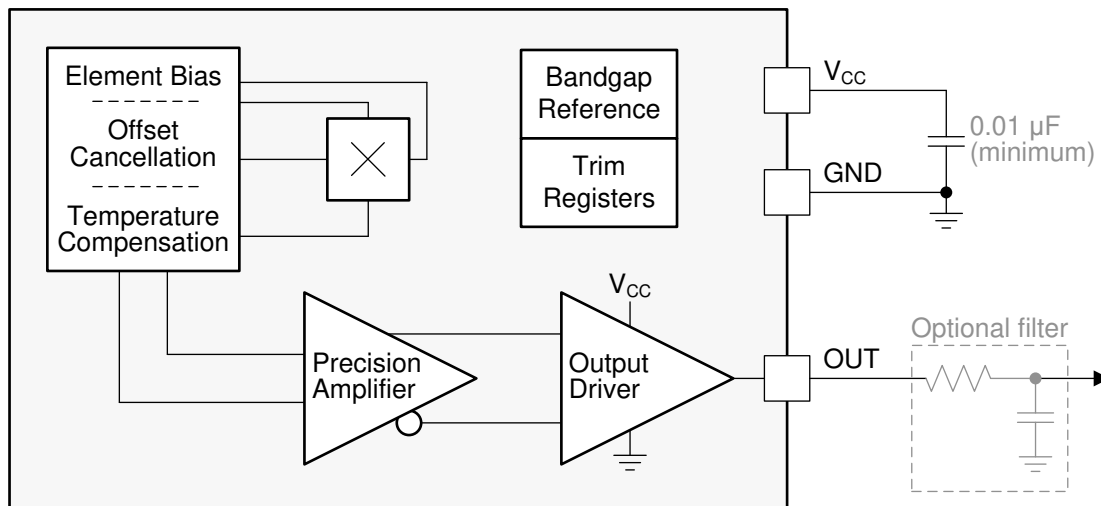 Element Bias
Offset
Cancellation
Temperature
Compensation
Bandgap
Reference
Trim
Registers
VCC
0.01 µF
(minimum)
GND
Precision
Amplifier
VCC
Output
Driver
OUT
Optional filter